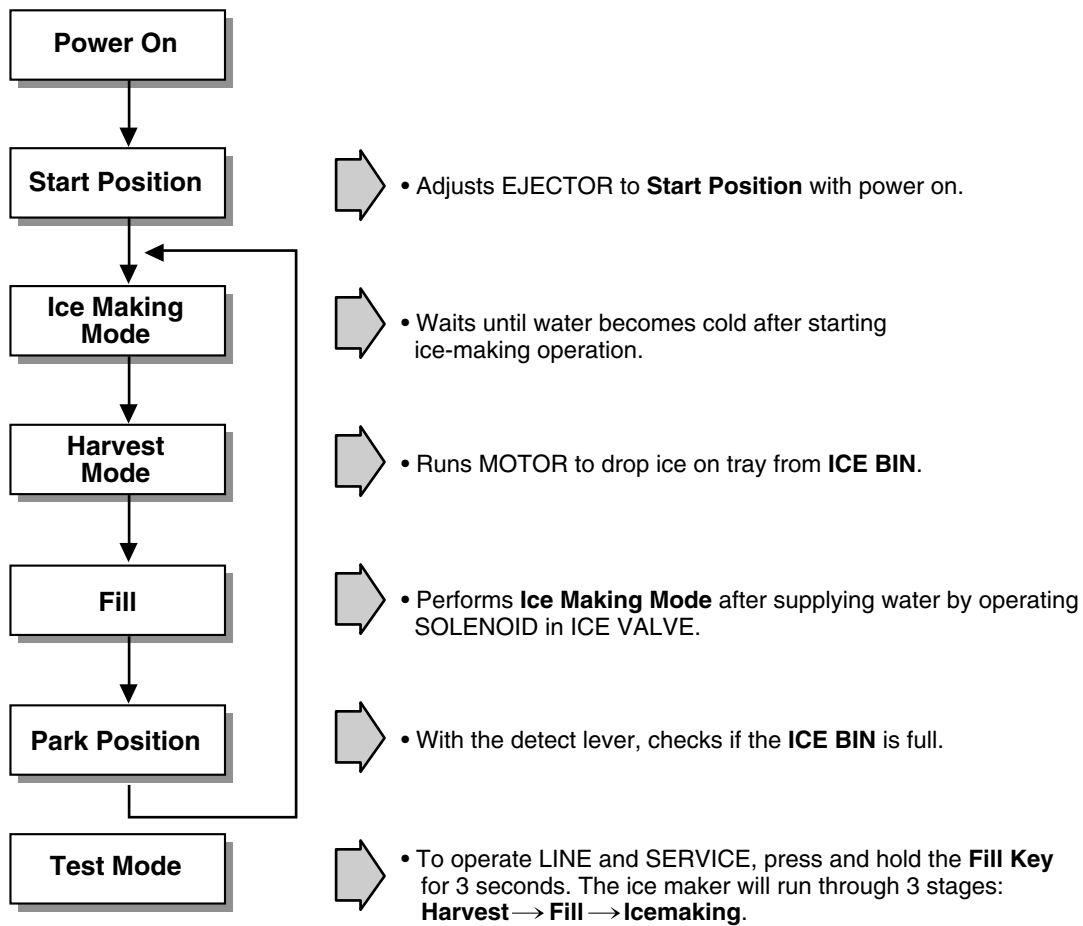 Power On
Start Position
• Adjusts EJECTOR to Start Position with power on.
Ice Making
Mode
• Waits until water becomes cold after starting
ice-making operation.
Harvest
Mode
• Runs MOTOR to drop ice on tray from ICE BIN.
Fill
• Performs Ice Making Mode after supplying water by operating
SOLENOID in ICE VALVE.
Park Position
• With the detect lever, checks if the ICE BIN is full.
Test Mode
• To operate LINE and SERVICE, press and hold the Fill Key
for 3 seconds. The ice maker will run through 3 stages:
Harvest → Fill → Icemaking.